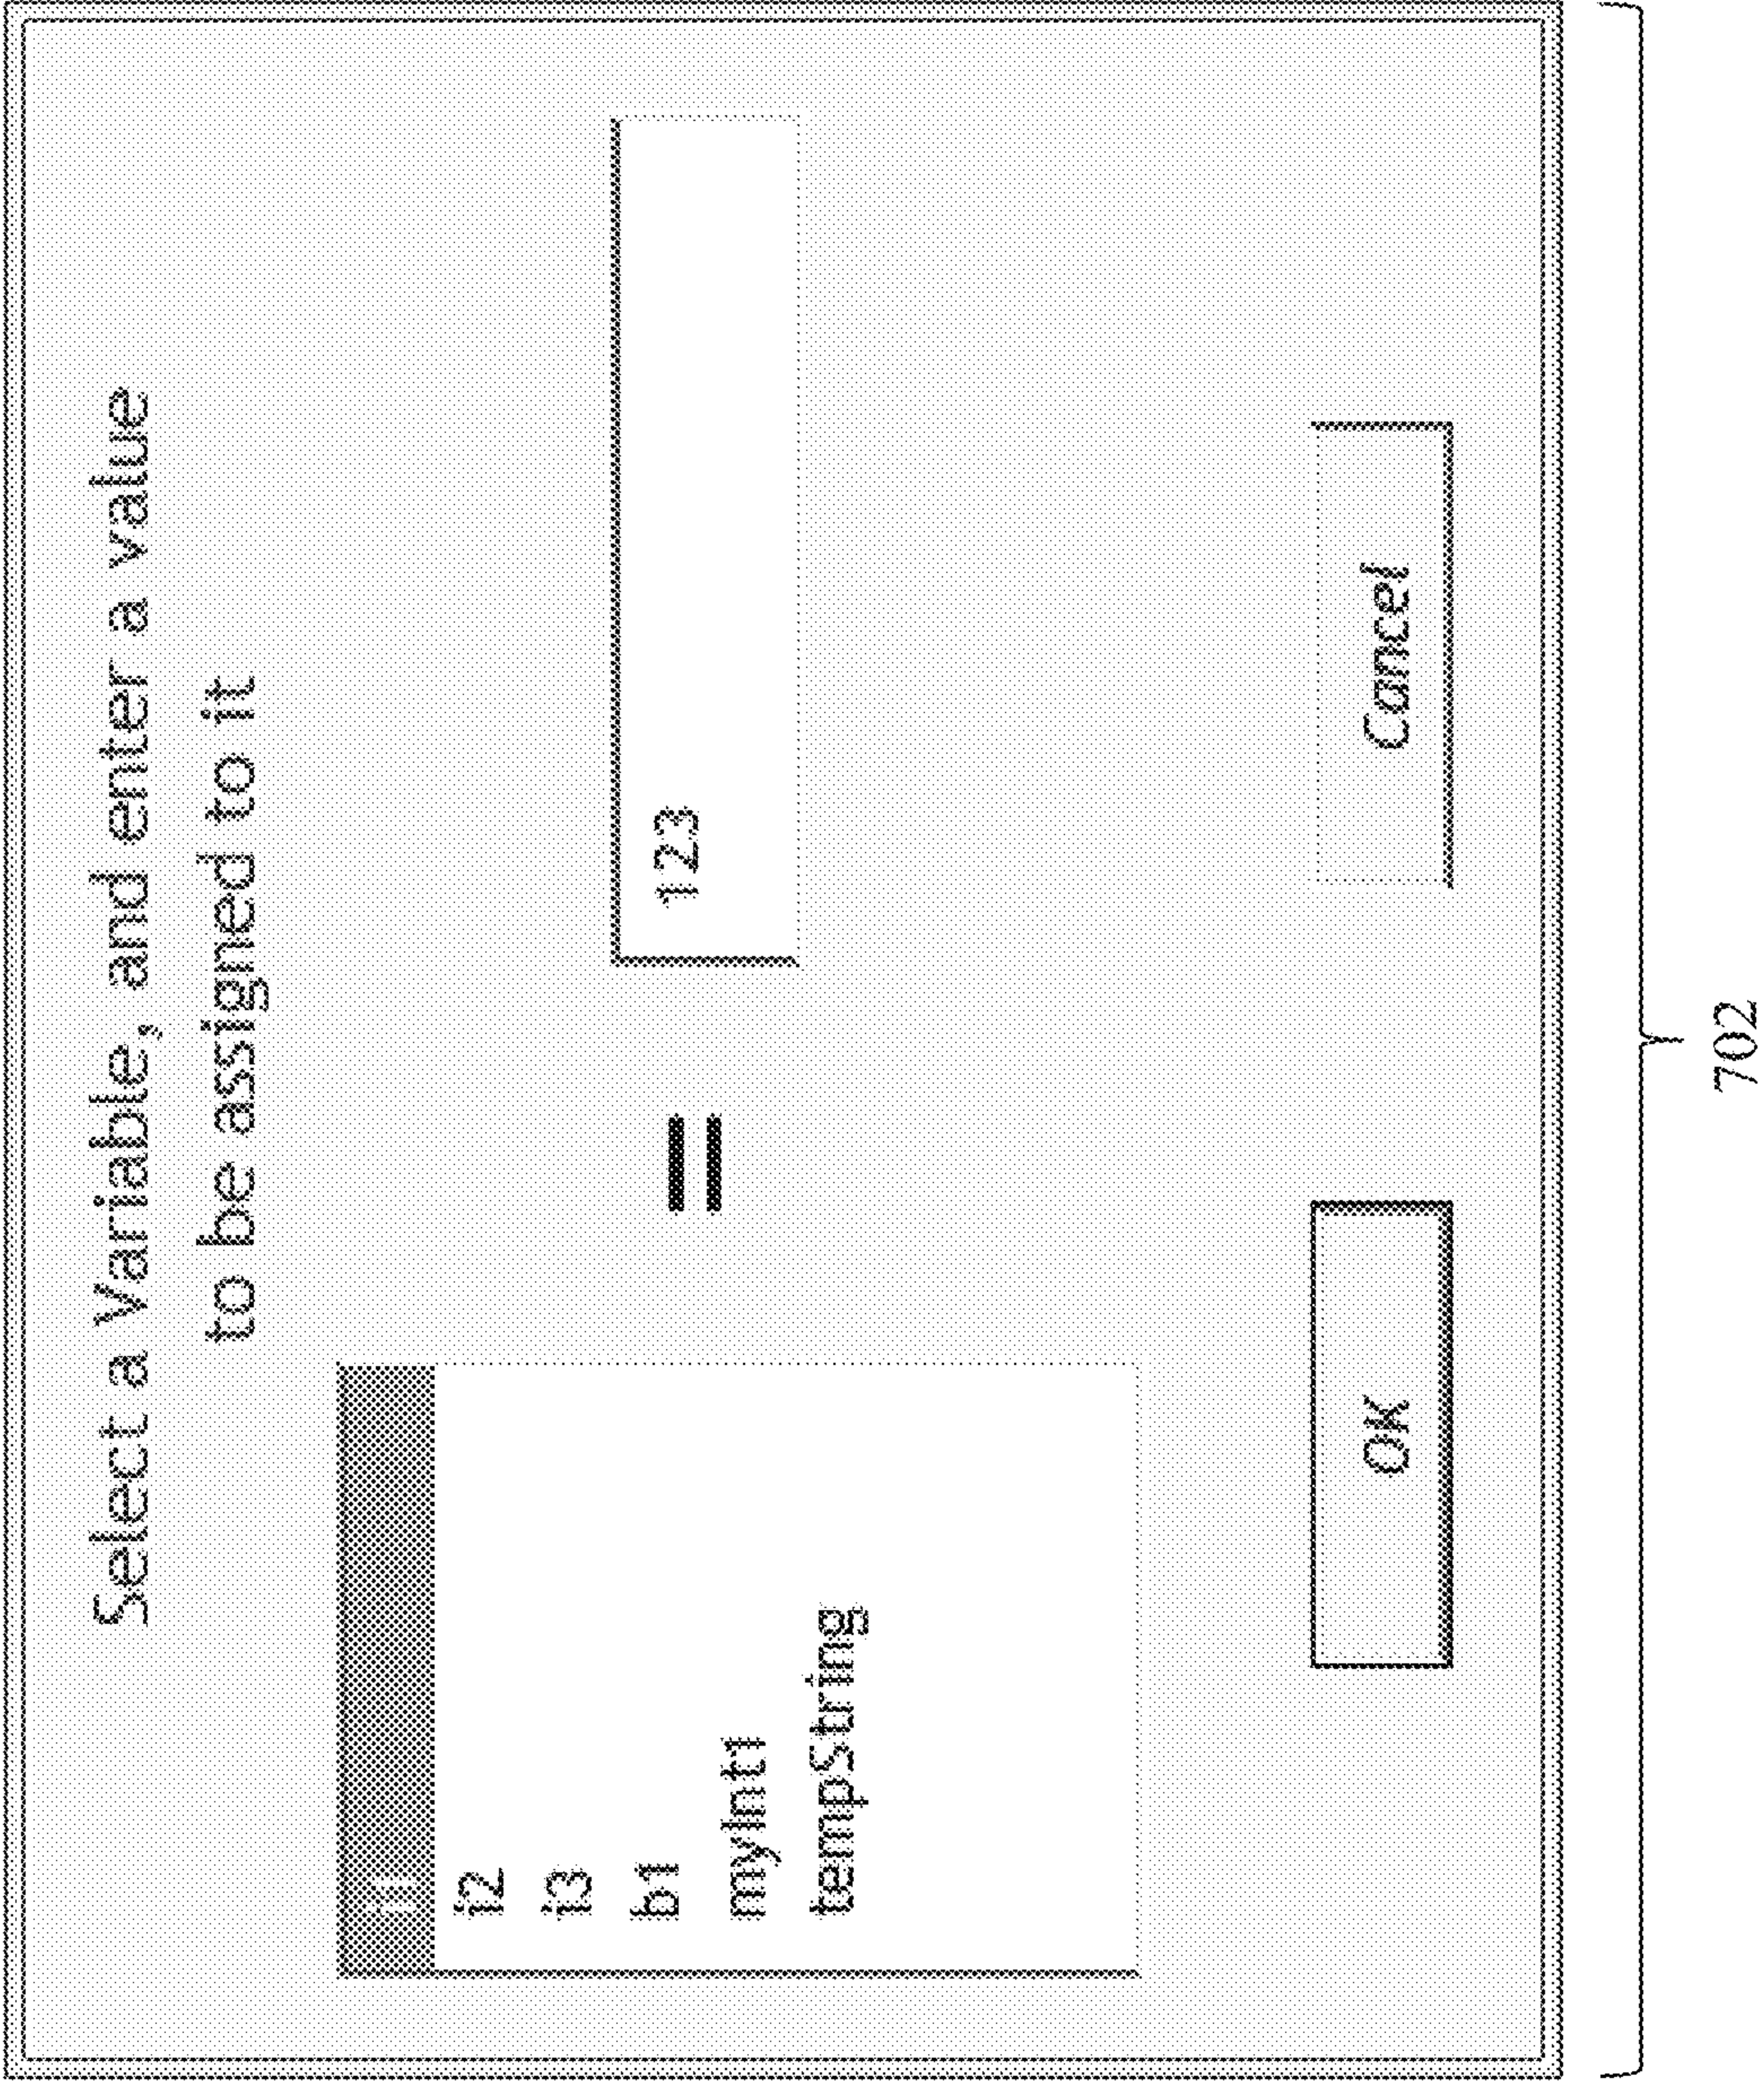 Select a Variable, and enter a value
to be assigned to it
i1
i2
i3
b1
myInt1
tempString
=
123
OK
Cancel
702